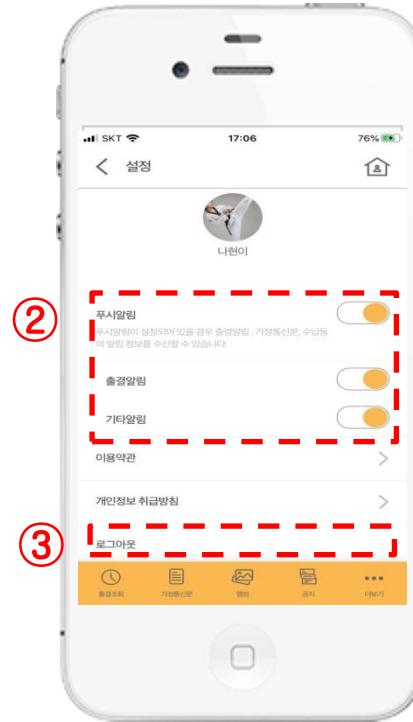 SKT 17:06 76%
설정
나현이
②
푸시알림
푸시알림이 설정되어 있을 경우 출결알림, 가정통신문, 수납등
의 알림 정보를 수신할 수 있습니다.
출결알림
기타알림
이용약관
개인정보 취급방침
③
로그아웃
출결조회 가정통신문 앨범 공지 더보기